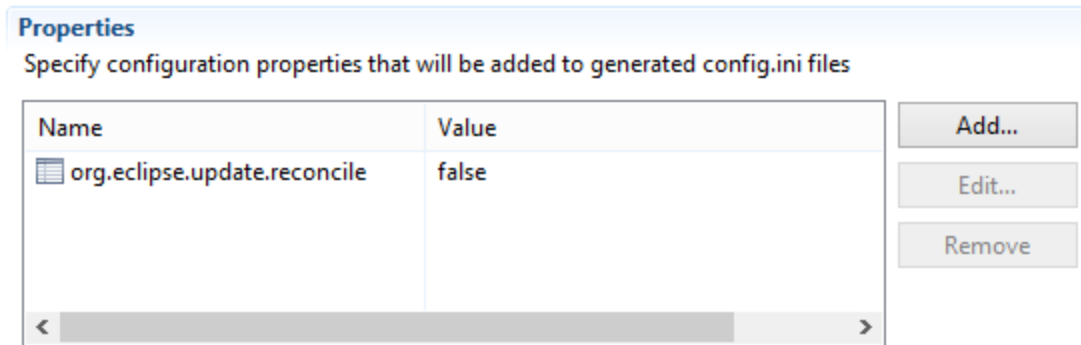 Properties
Specify configuration properties that will be added to generated config.ini files
Name Value Add...
org.eclipse.update.reconcile false Edit...
Remove